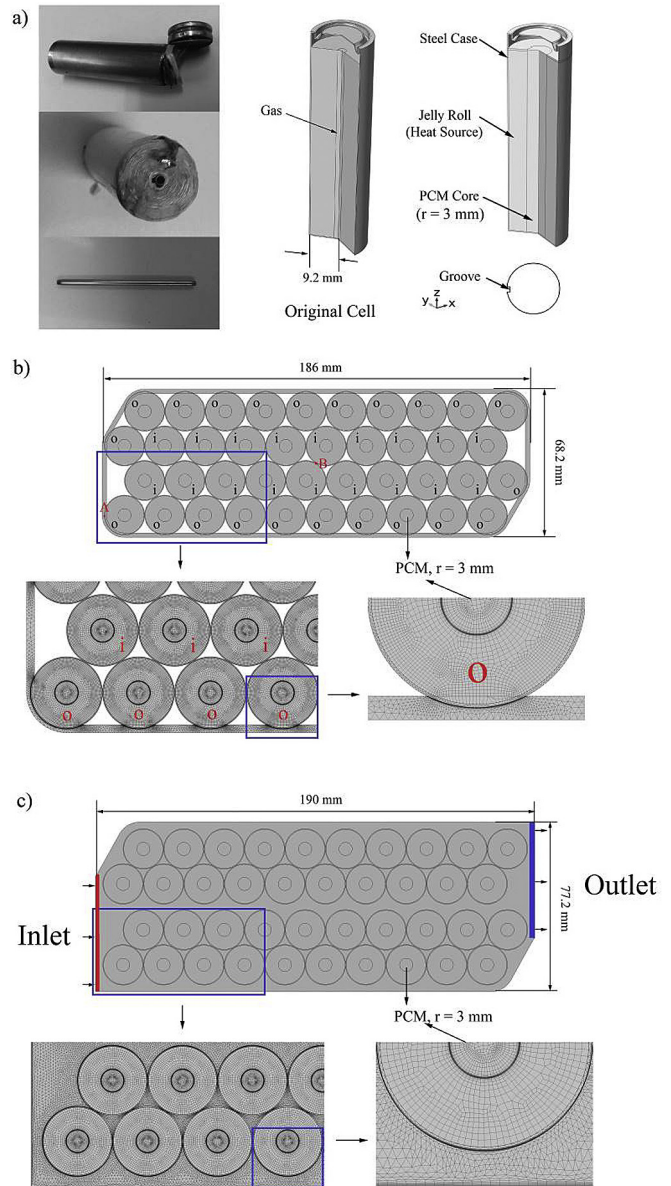 a)
Steel Case
Gas
Jelly Roll
(Heat Source)
PCM Core
(r = 3 mm)
9.2 mm
Groove
z
y x
Original Cell
b)
186 mm
o o o o o o o o o o
o i i i i i i i i i
B
68.2 mm
i i i i i i i i i o
A
o o o o o o o o o o
PCM, r = 3 mm
i i i
o o o o
o
c)
190 mm
Inlet
Outlet
77.2 mm
PCM, r = 3 mm